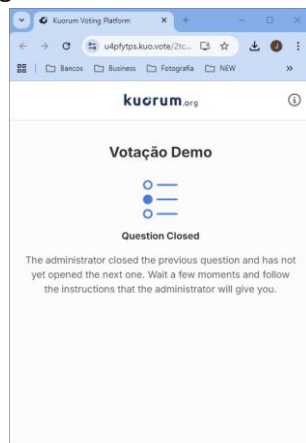 Kuorum Voting Platform
u4pfytps.kuo.vote/2tc...
J
Bancos Business Fotografia NEW
kuorum.org
Votação Demo
Question Closed
The administrator closed the previous question and has not
yet opened the next one. Wait a few moments and follow
the instructions that the administrator will give you.